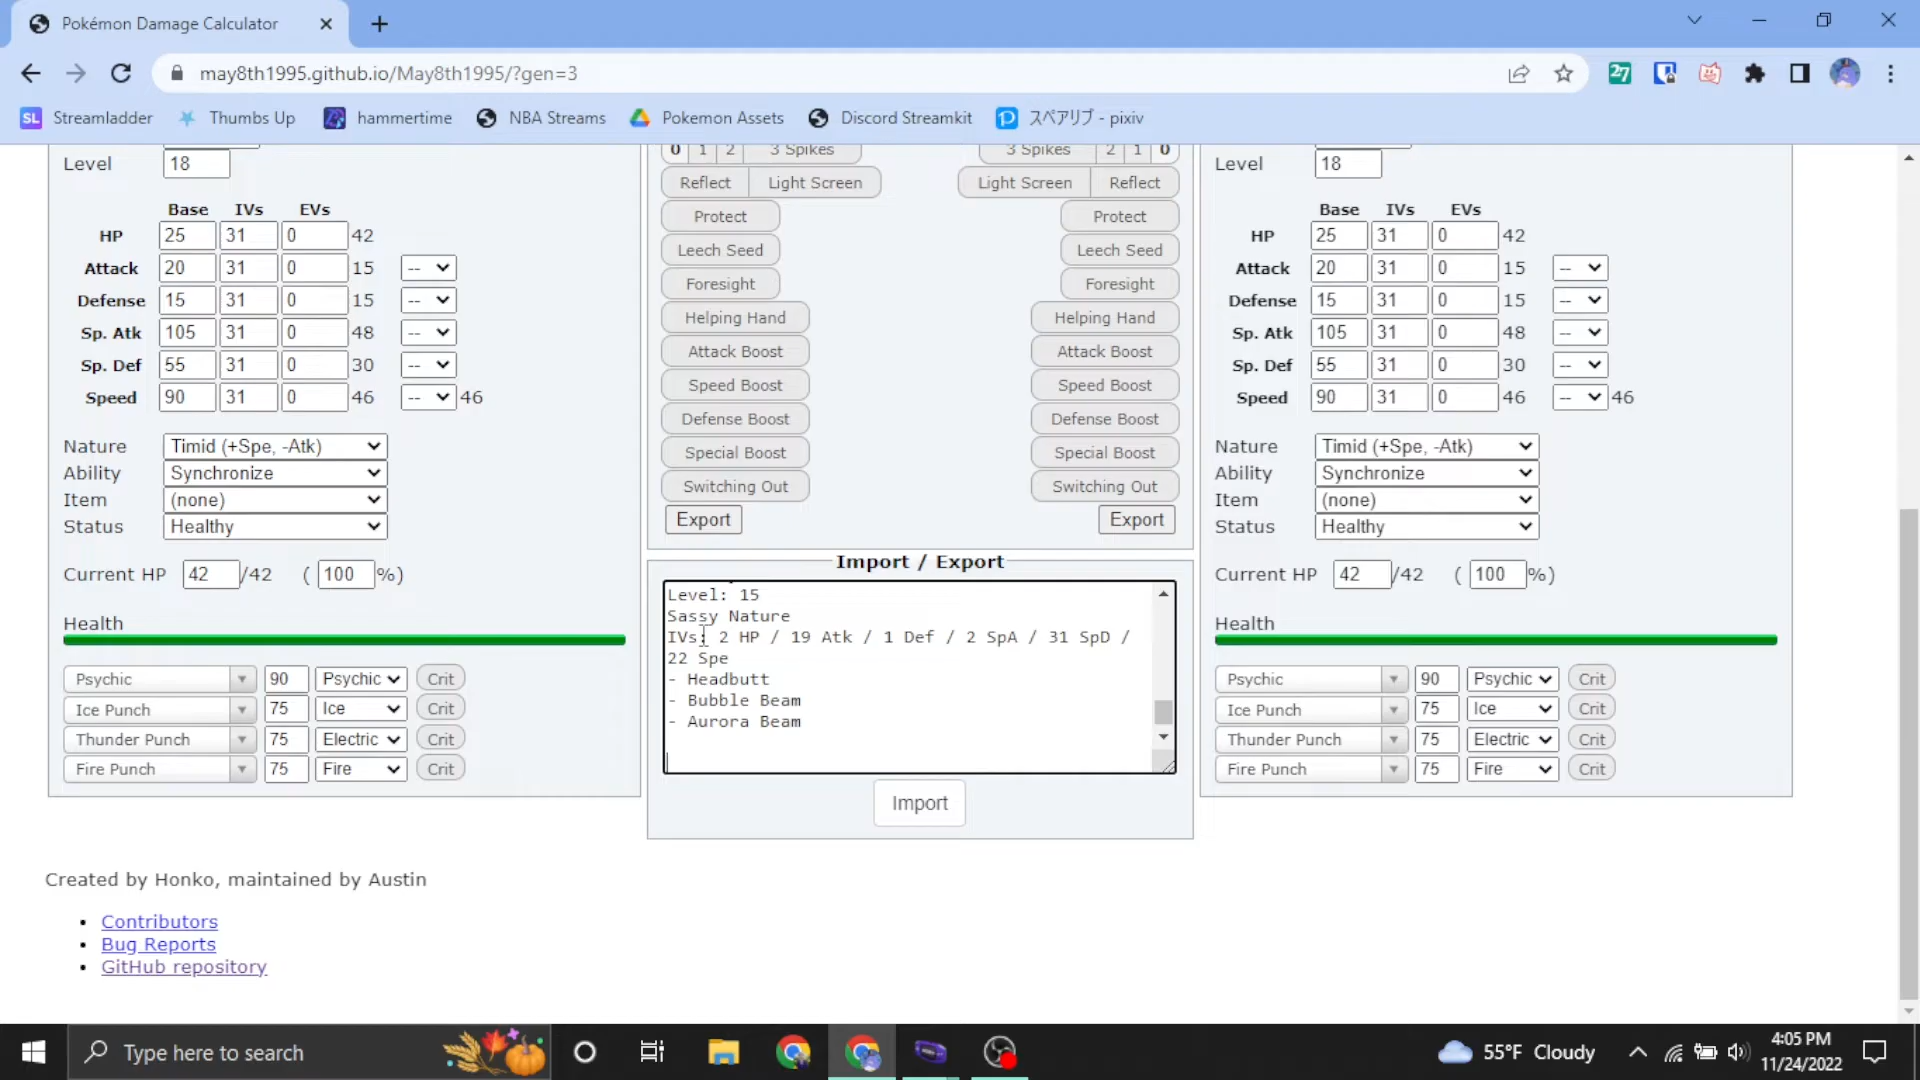 Pokémon Damage Calculator
may8th1995.github.io/May8th1995/?gen=3
27
SL Streamladder
Thumbs Up
hammertime
NBA Streams
Pokemon Assets
Discord Streamkit
スペアリブ - pixiv
Level 18
Base IVs EVs
HP 25 31 0 42
Attack 20 31 0 15 --
Defense 15 31 0 15 --
Sp. Atk 105 31 0 48 --
Sp. Def 55 31 0 30 --
Speed 90 31 0 46 -- 46
Nature Timid (+Spe, -Atk)
Ability Synchronize
Item (none)
Status Healthy
Current HP 42 /42 ( 100 %)
Health
Psychic 90 Psychic Crit
Ice Punch 75 Ice Crit
Thunder Punch 75 Electric Crit
Fire Punch 75 Fire Crit
0 1 2 3 Spikes 3 Spikes 2 1 0
Reflect Light Screen Light Screen Reflect
Protect Protect
Leech Seed Leech Seed
Foresight Foresight
Helping Hand Helping Hand
Attack Boost Attack Boost
Speed Boost Speed Boost
Defense Boost Defense Boost
Special Boost Special Boost
Switching Out Switching Out
Export Export
Import / Export
Level: 15
Sassy Nature
IVs: 2 HP / 19 Atk / 1 Def / 2 SpA / 31 SpD /
22 Spe
- Headbutt
- Bubble Beam
- Aurora Beam
Import
Level 18
Base IVs EVs
HP 25 31 0 42
Attack 20 31 0 15 --
Defense 15 31 0 15 --
Sp. Atk 105 31 0 48 --
Sp. Def 55 31 0 30 --
Speed 90 31 0 46 -- 46
Nature Timid (+Spe, -Atk)
Ability Synchronize
Item (none)
Status Healthy
Current HP 42 /42 ( 100 %)
Health
Psychic 90 Psychic Crit
Ice Punch 75 Ice Crit
Thunder Punch 75 Electric Crit
Fire Punch 75 Fire Crit
Created by Honko, maintained by Austin
• Contributors
• Bug Reports
• GitHub repository
Type here to search
55°F Cloudy
4:05 PM
11/24/2022